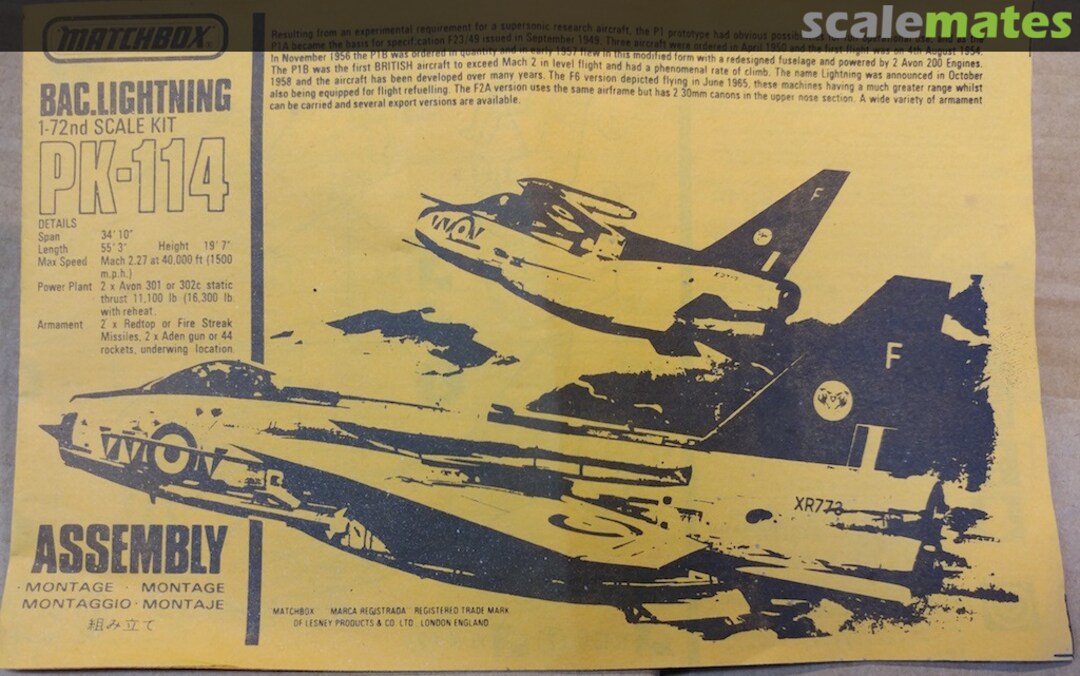 scalemates
MATCHBOX
BAC.LIGHTNING
1-72nd SCALE KIT
PK-114
DETAILS
Span 34'10"
Length 55'3" Height 19'7"
Max Speed Mach 2.27 at 40,000 ft (1500
m.p.h.)
Power Plant 2 x Avon 301 or 302c static
thrust 11,100 lb (16,300 lb.
with reheat.
Armament 2 x Redtop or Fire Streak
Missiles, 2 x Aden gun or 44
rockets, underwing location.
Resulting from an experimental requirement for a supersonic research aircraft, the P1 prototype had obvious
P1A became the basis for specification F23/49 issued in September 1949. Three aircraft were ordered in April 1950 and the first flight was on 4th August 1954.
In November 1956 the P1B was ordered in quantity and in early 1957 flew in this modified form with a redesigned fuselage and powered by 2 Avon 200 Engines.
The P1B was the first BRITISH aircraft to exceed Mach 2 in level flight and had a phenomenal rate of climb. The name Lightning was announced in October
1958 and the aircraft has been developed over many years. The F6 version depicted flying in June 1965, these machines having a much greater range whilst
also being equipped for flight refuelling. The F2A version uses the same airframe but has 2 30mm canons in the upper nose section. A wide variety of armament
can be carried and several export versions are available.
F
F
XR773
ASSEMBLY
· MONTAGE · MONTAGE
MONTAGGIO · MONTAJE
組み立て
MATCHBOX MARCA REGISTRADA REGISTERED TRADE MARK
OF LESNEY PRODUCTS & CO. LTD. LONDON ENGLAND